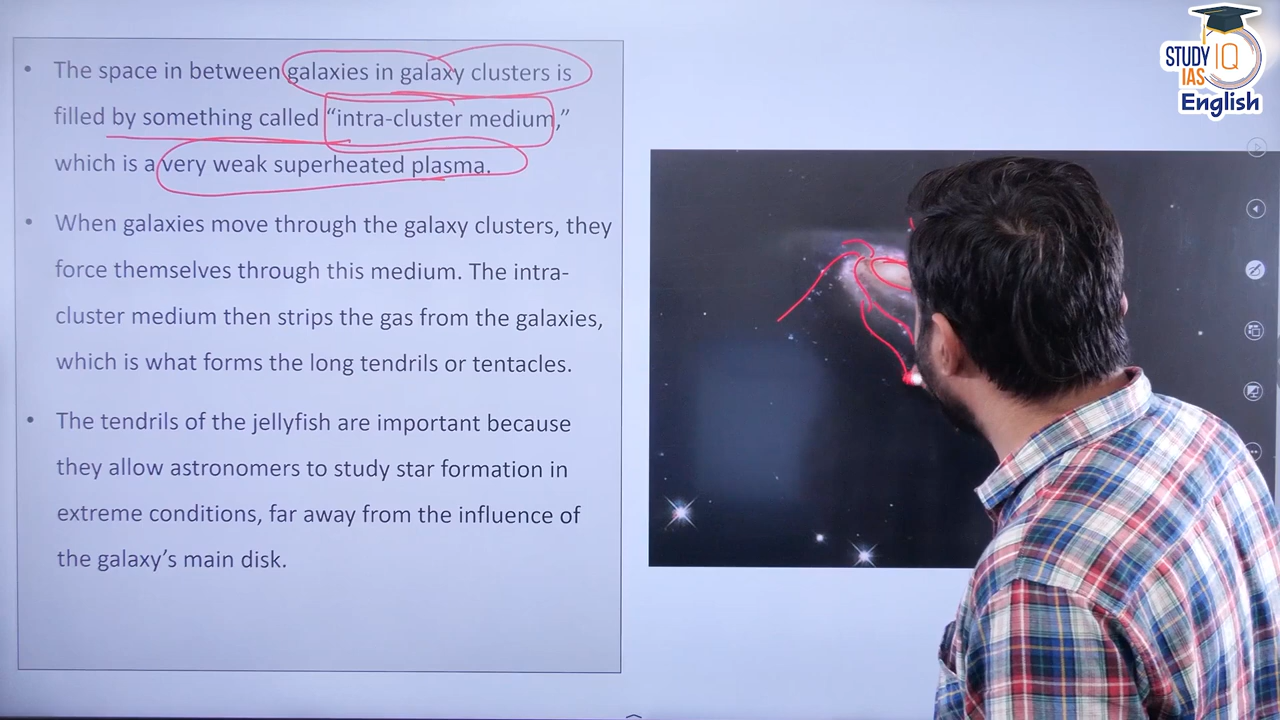 • The space in between galaxies in galaxy clusters is
filled by something called “intra-cluster medium,”
which is a very weak superheated plasma.
• When galaxies move through the galaxy clusters, they
force themselves through this medium. The intra-
cluster medium then strips the gas from the galaxies,
which is what forms the long tendrils or tentacles.
• The tendrils of the jellyfish are important because
they allow astronomers to study star formation in
extreme conditions, far away from the influence of
the galaxy’s main disk.
STUDY IQ
IAS
English